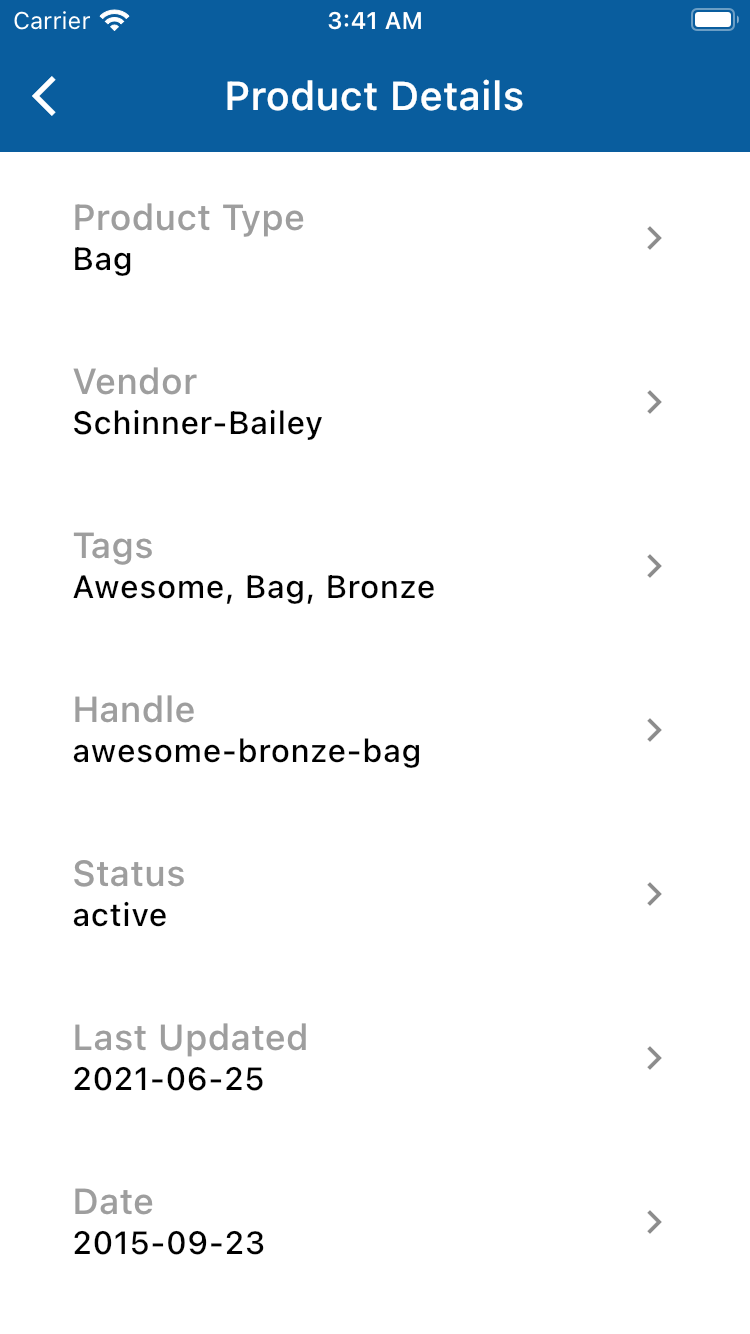 Carrier 3:41 AM
Product Details
Product Type
Bag
Vendor
Schinner-Bailey
Tags
Awesome, Bag, Bronze
Handle
awesome-bronze-bag
Status
active
Last Updated
2021-06-25
Date
2015-09-23